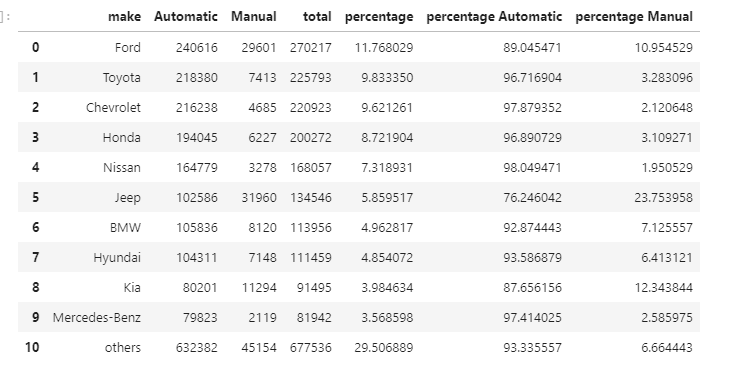 ]:
make Automatic Manual total percentage percentage Automatic percentage Manual
0 Ford 240616 29601 270217 11.768029 89.045471 10.954529
1 Toyota 218380 7413 225793 9.833350 96.716904 3.283096
2 Chevrolet 216238 4685 220923 9.621261 97.879352 2.120648
3 Honda 194045 6227 200272 8.721904 96.890729 3.109271
4 Nissan 164779 3278 168057 7.318931 98.049471 1.950529
5 Jeep 102586 31960 134546 5.859517 76.246042 23.753958
6 BMW 105836 8120 113956 4.962817 92.874443 7.125557
7 Hyundai 104311 7148 111459 4.854072 93.586879 6.413121
8 Kia 80201 11294 91495 3.984634 87.656156 12.343844
9 Mercedes-Benz 79823 2119 81942 3.568598 97.414025 2.585975
10 others 632382 45154 677536 29.506889 93.335557 6.664443